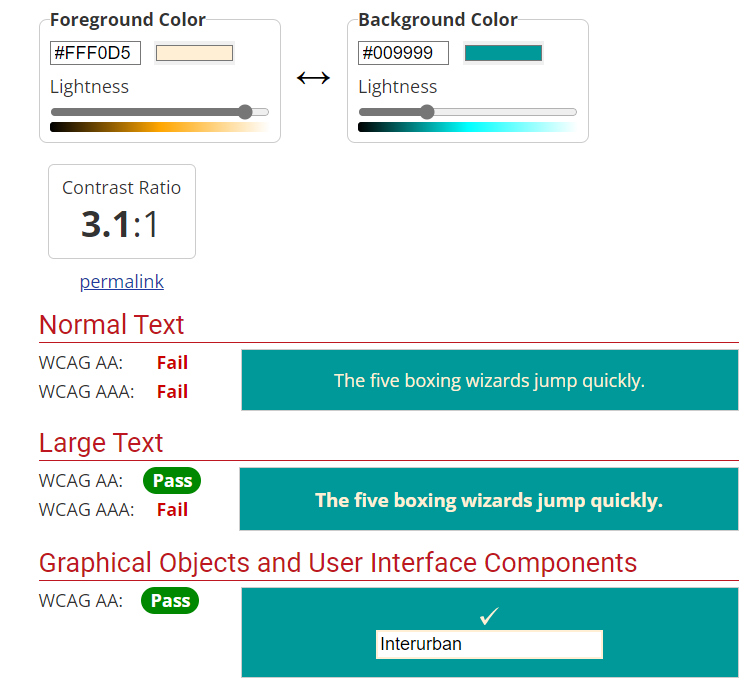 Foreground Color
Background Color
#FFF0D5
#009999
Lightness
Lightness
Contrast Ratio
3.1:1
permalink
Normal Text
WCAG AA: Fail
WCAG AAA: Fail
The five boxing wizards jump quickly.
Large Text
WCAG AA: Pass
WCAG AAA: Fail
The five boxing wizards jump quickly.
Graphical Objects and User Interface Components
WCAG AA: Pass
Interurban